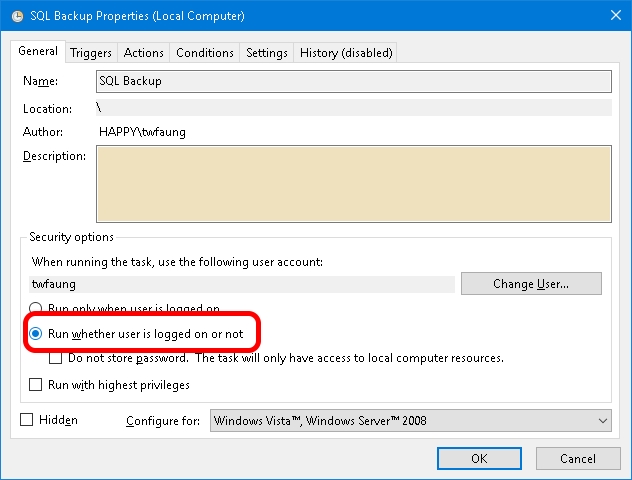 SQL Backup Properties (Local Computer)
General Triggers Actions Conditions Settings History (disabled)
Name: SQL Backup
Location: \
Author: HAPPY\twfaung
Description:
Security options
When running the task, use the following user account:
twfaung Change User...
Run only when user is logged on
Run whether user is logged on or not
Do not store password. The task will only have access to local computer resources.
Run with highest privileges
Hidden Configure for: Windows Vista™, Windows Server™ 2008
OK Cancel